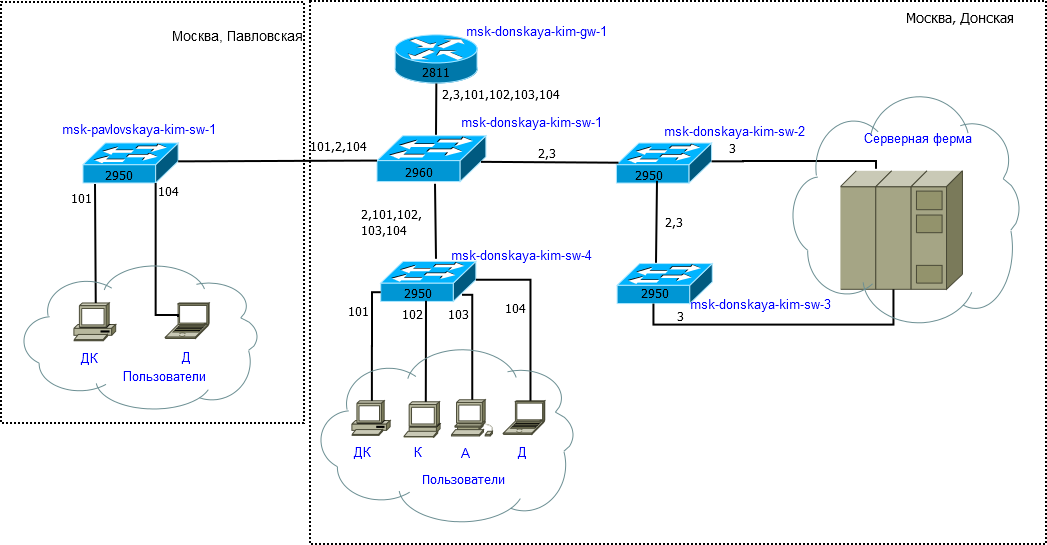 Москва, Павловская
msk-pavlovskaya-kim-sw-1
2950
101
104
ДК
Д
Пользователи
Москва, Донская
msk-donskaya-kim-gw-1
2811
2,3,101,102,103,104
msk-donskaya-kim-sw-1
101,2,104
2960
2,3
msk-donskaya-kim-sw-2
2950
3
Серверная ферма
2,101,102,
103,104
2,3
msk-donskaya-kim-sw-4
2950
2950
msk-donskaya-kim-sw-3
3
101
102
103
104
ДК
К
А
Д
Пользователи